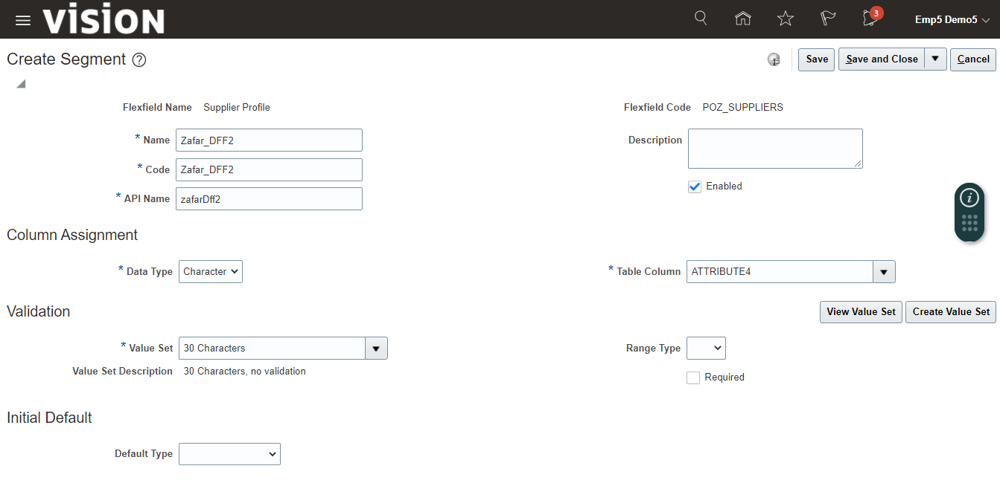 vision
3
Emp5 Demo5
Create Segment ?
Save
Save and Close
Cancel
Flexfield Name Supplier Profile
Flexfield Code POZ_SUPPLIERS
* Name Zafar_DFF2
Description
* Code Zafar_DFF2
Enabled
* API Name zafarDff2
Column Assignment
* Data Type Character
* Table Column ATTRIBUTE4
Validation
View Value Set
Create Value Set
* Value Set 30 Characters
Range Type
Value Set Description 30 Characters, no validation
Required
Initial Default
Default Type